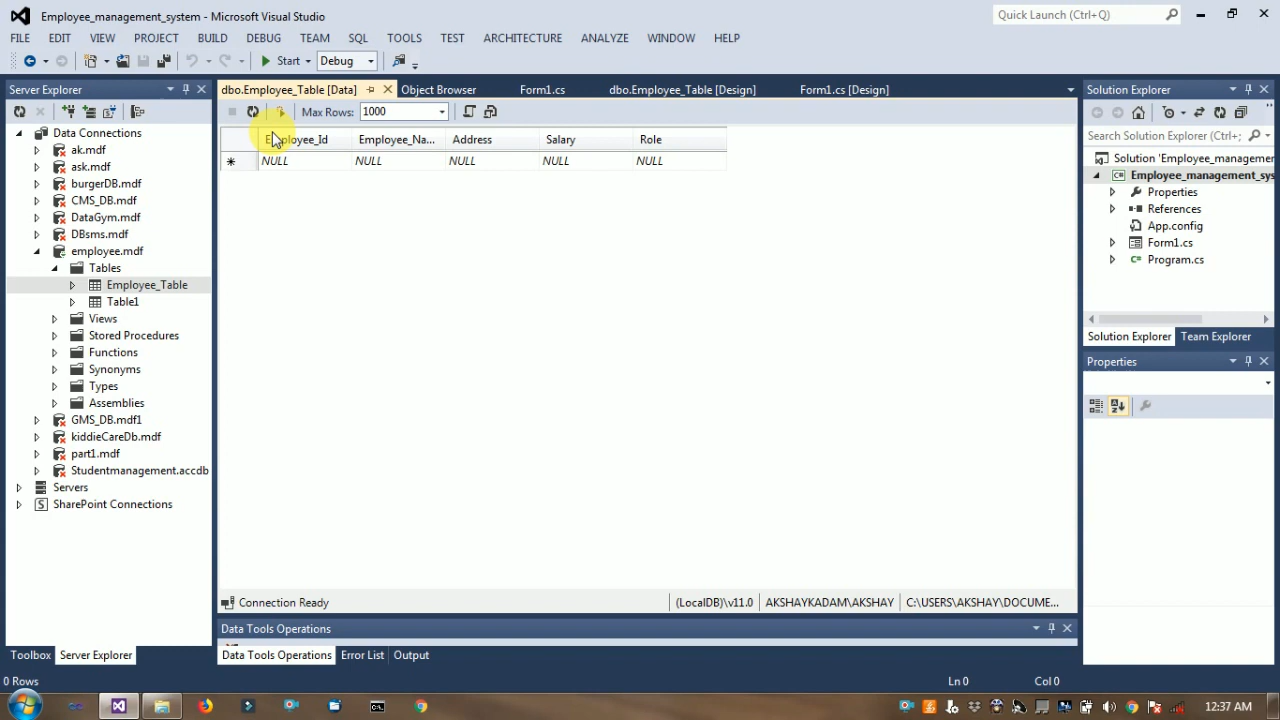 Employee_management_system - Microsoft Visual Studio
Quick Launch (Ctrl+Q)
FILE EDIT VIEW PROJECT BUILD DEBUG TEAM SQL TOOLS TEST ARCHITECTURE ANALYZE WINDOW HELP
Start Debug
Server Explorer
dbo.Employee_Table [Data] Object Browser Form1.cs dbo.Employee_Table [Design] Form1.cs [Design]
Solution Explorer
Max Rows: 1000
Search Solution Explorer (Ctrl+;
Data Connections
ak.mdf
ask.mdf
burgerDB.mdf
CMS_DB.mdf
DataGym.mdf
DBsms.mdf
employee.mdf
Tables
Employee_Table
Table1
Views
Stored Procedures
Functions
Synonyms
Types
Assemblies
GMS_DB.mdf1
kiddieCareDb.mdf
part1.mdf
Studentmanagement.accdb
Servers
SharePoint Connections
Toolbox Server Explorer
Employee_Id Employee_Na... Address Salary Role
NULL NULL NULL NULL NULL
Connection Ready (LocalDB)\v11.0 AKSHAYKADAM\AKSHAY C:\USERS\AKSHAY\DOCUME...
Data Tools Operations
Data Tools Operations Error List Output
Solution 'Employee_managemer
Employee_management_sys
Properties
References
App.config
Form1.cs
Program.cs
Solution Explorer Team Explorer
Properties
0 Rows Ln 0 Col 0
12:37 AM